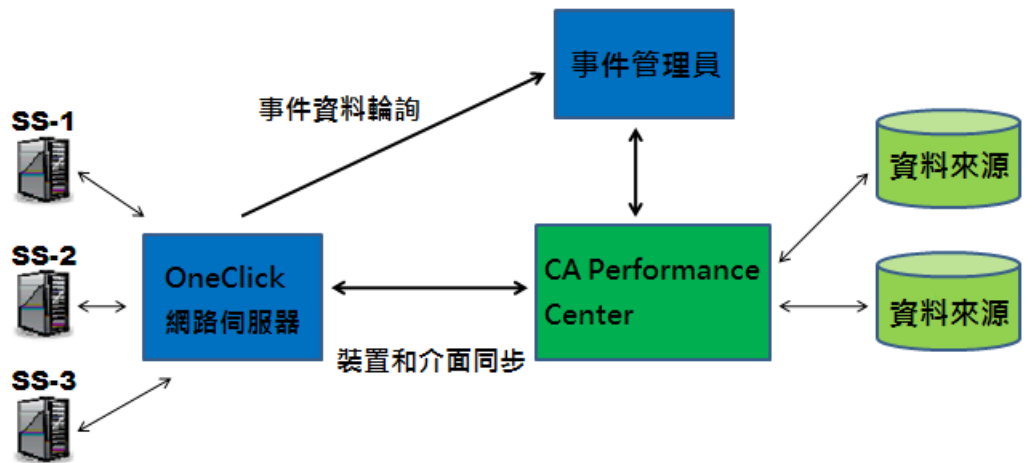 事件管理員
事件資料輪詢
SS-1
資料來源
SS-2
OneClick
網路伺服器
CA Performance
Center
資料來源
裝置和介面同步
SS-3